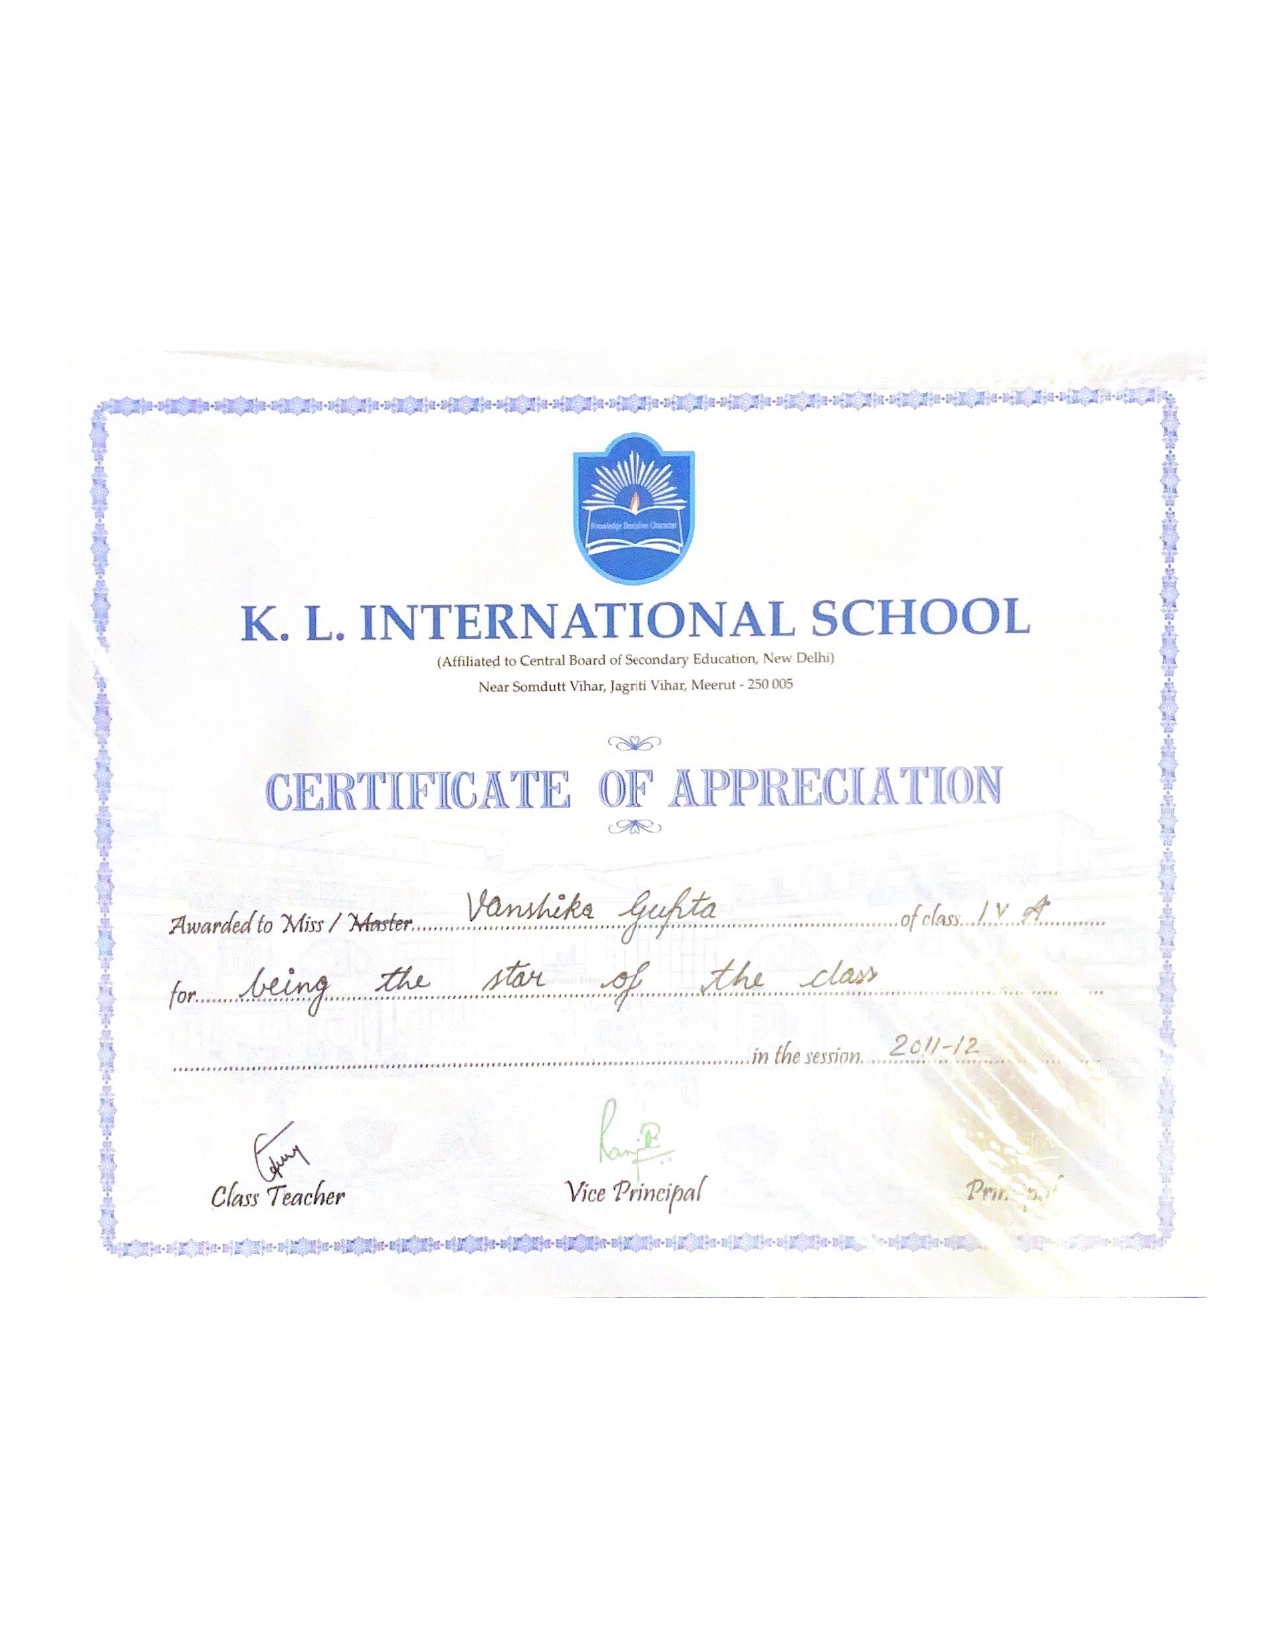 Knowledge Discipline Character
K. L. INTERNATIONAL SCHOOL
(Affiliated to Central Board of Secondary Education, New Delhi)
Near Somdutt Vihar, Jagriti Vihar, Meerut - 250 005
CERTIFICATE OF APPRECIATION
Awarded to Miss / Master Vanshika Gupta of class IV A
for being the star of the class
in the session 2011-12
Class Teacher Vice Principal Principal